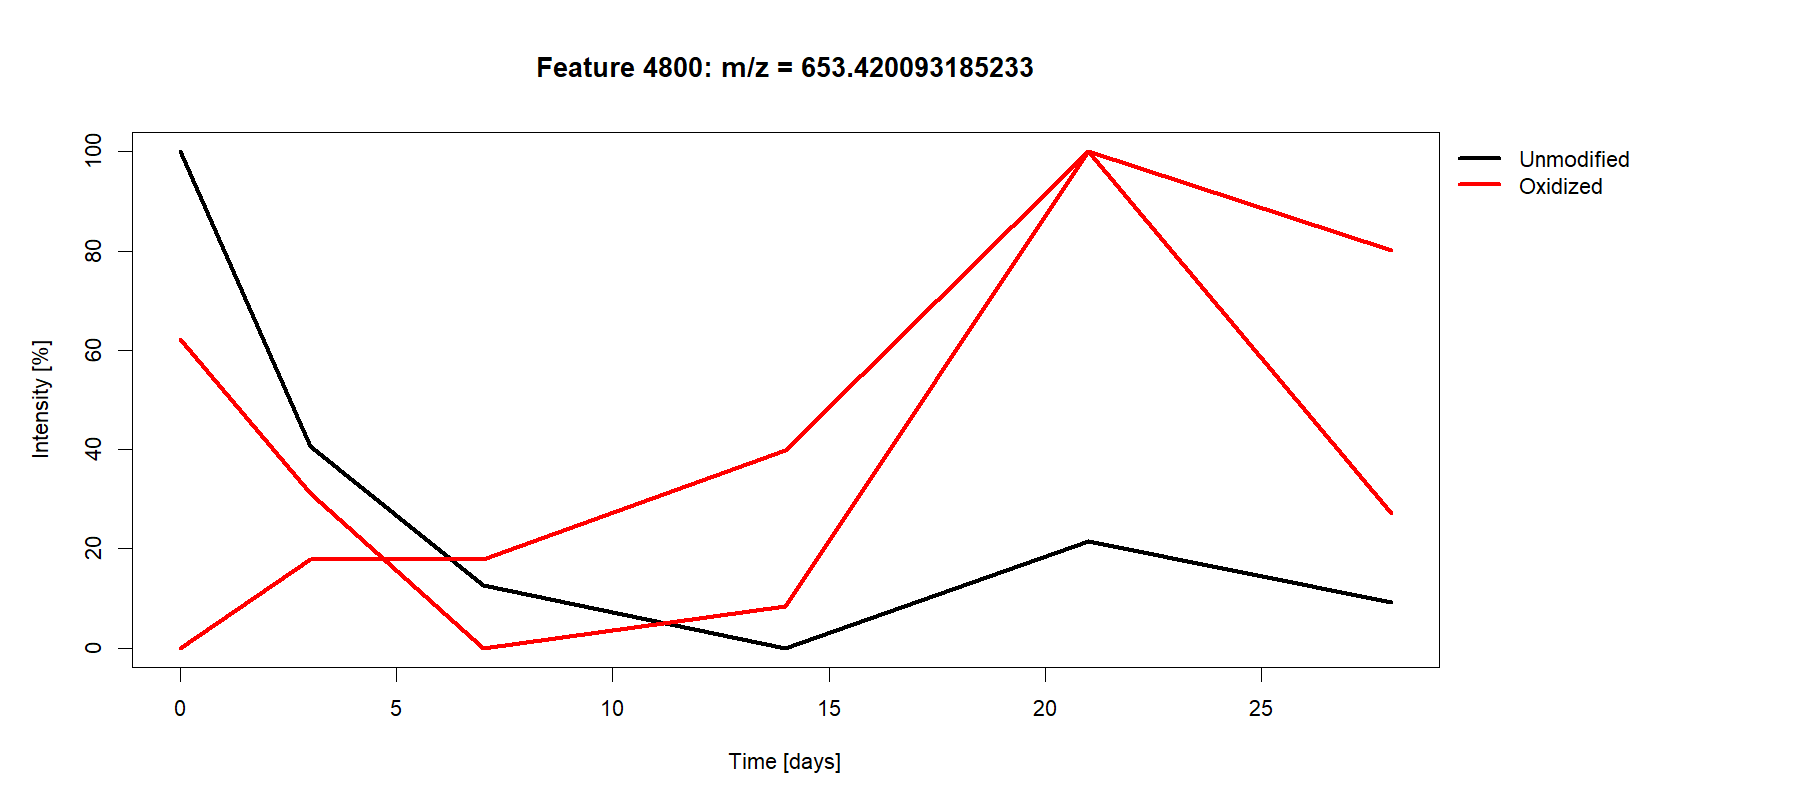 Feature 4800: m/z = 653.420093185233
Unmodified
Oxidized
Intensity [%]
100
80
60
40
20
0
0 5 10 15 20 25
Time [days]